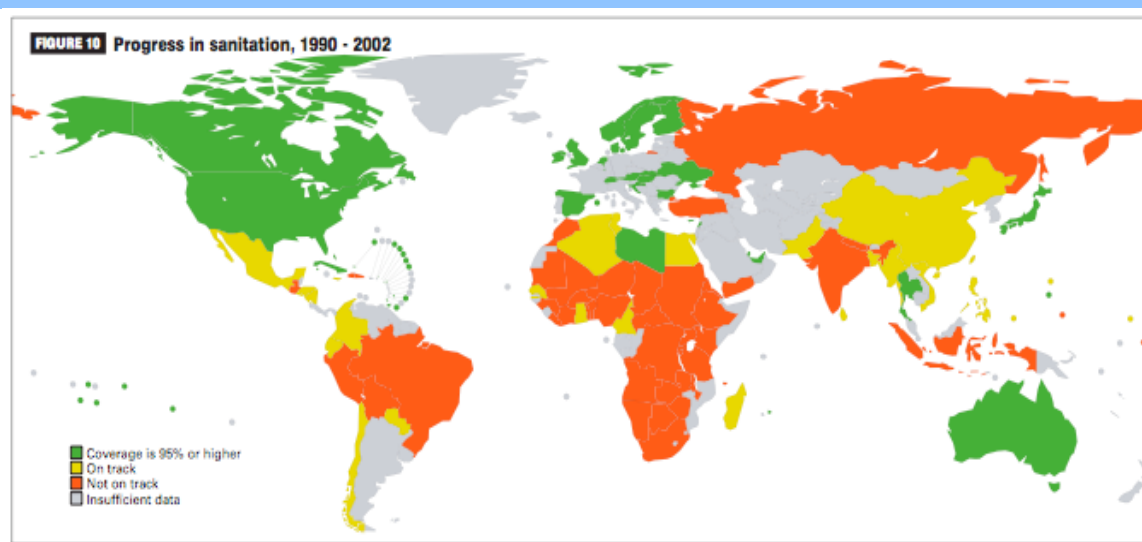 FIGURE 10 Progress in sanitation, 1990 - 2002
Coverage is 95% or higher
On track
Not on track
Insufficient data